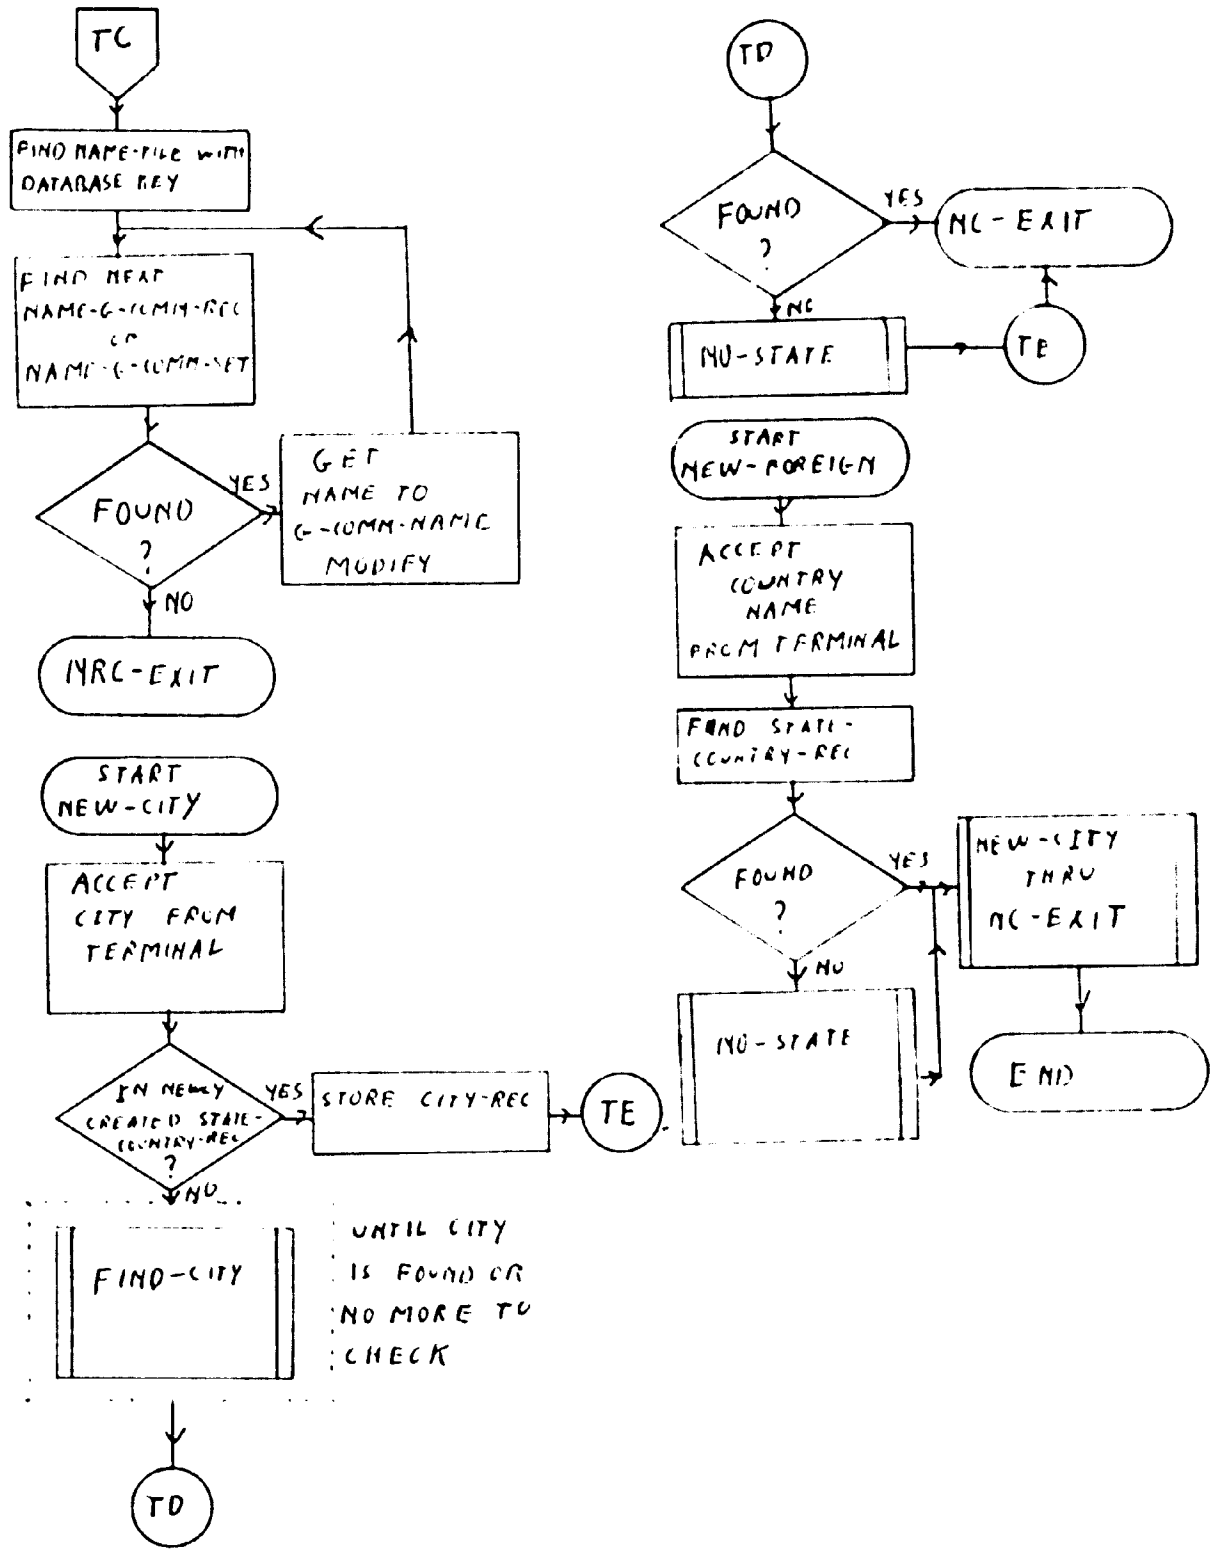 TC
FIND NAME-FILE WITH
DATABASE KEY
FIND NEXT
NAME-G-COMM-REC
OF
NAME-G-COMM-SET
FOUND
?
YES
GET
NAME TO
G-COMM-NAME
MODIFY
NO
NRC-EXIT
START
NEW-CITY
ACCEPT
CITY FROM
TERMINAL
IN NEWLY
CREATED STATE-
COUNTRY-REC
?
YES
STORE CITY-REC
TE
NO
FIND-CITY
UNTIL CITY
IS FOUND OR
NO MORE TO
CHECK
TD
TD
FOUND
?
YES
NC-EXIT
NO
NO-STATE
TE
START
NEW-FOREIGN
ACCEPT
COUNTRY
NAME
FROM TERMINAL
FIND STATE-
COUNTRY-REC
FOUND
?
YES
NEW-CITY
THRU
NC-EXIT
NO
NO-STATE
END